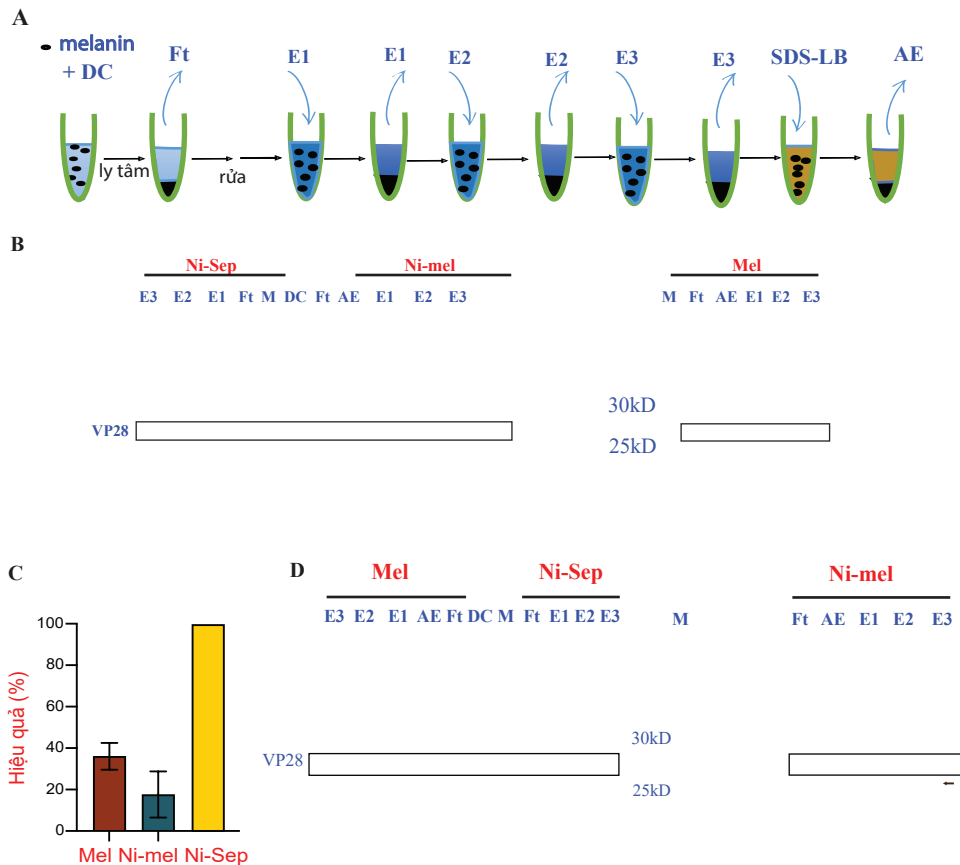 A
melanin + DC
Ft
E1
E1
E2
E2
E3
E3
SDS-LB
AE
ly tâm
rửa
B
Ni-Sep
Ni-mel
Mel
E3 E2 E1 Ft M DC Ft AE E1 E2 E3
M Ft AE E1 E2 E3
30kD
VP28
25kD
C
Hiệu quả (%)
100
80
60
40
20
0
Mel Ni-mel Ni-Sep
D
Mel
Ni-Sep
Ni-mel
E3 E2 E1 AE Ft DC M Ft E1 E2 E3
M
Ft AE E1 E2 E3
30kD
VP28
25kD